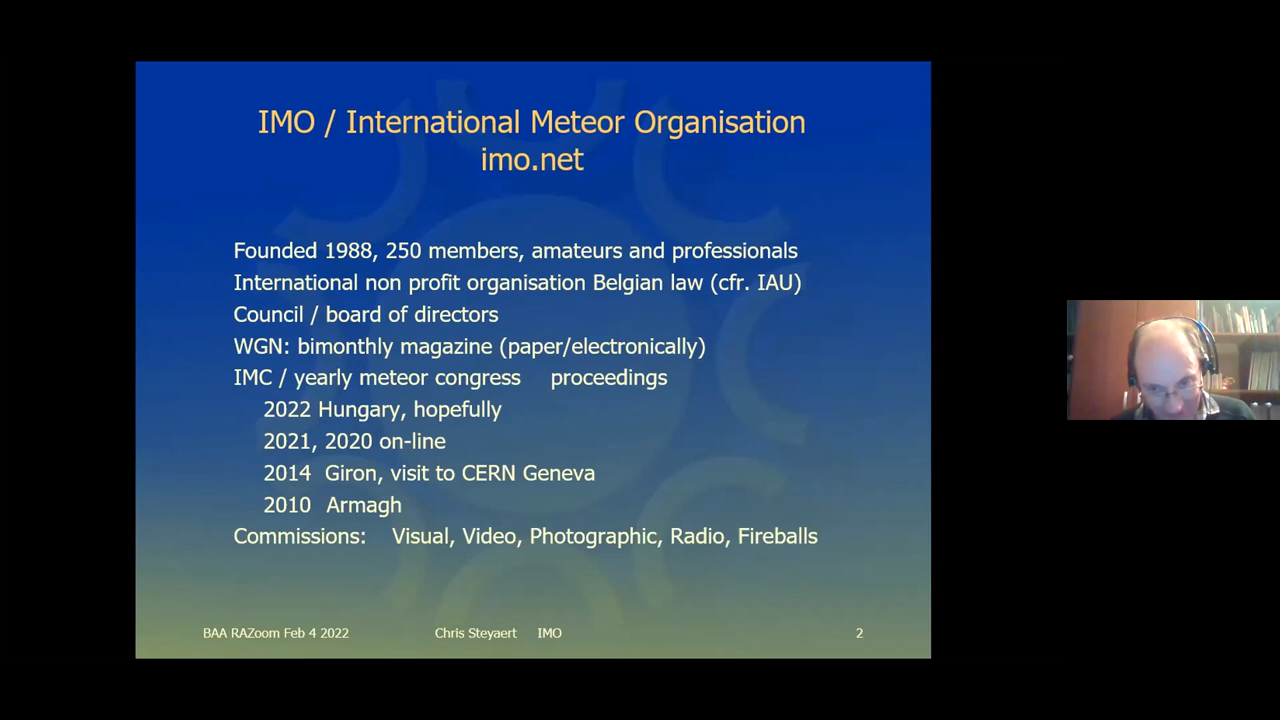 IMO / International Meteor Organisation
imo.net
Founded 1988, 250 members, amateurs and professionals
International non profit organisation Belgian law (cfr. IAU)
Council / board of directors
WGN: bimonthly magazine (paper/electronically)
IMC / yearly meteor congress proceedings
2022 Hungary, hopefully
2021, 2020 on-line
2014 Giron, visit to CERN Geneva
2010 Armagh
Commissions: Visual, Video, Photographic, Radio, Fireballs
BAA RAZoom Feb 4 2022 Chris Steyaert IMO 2